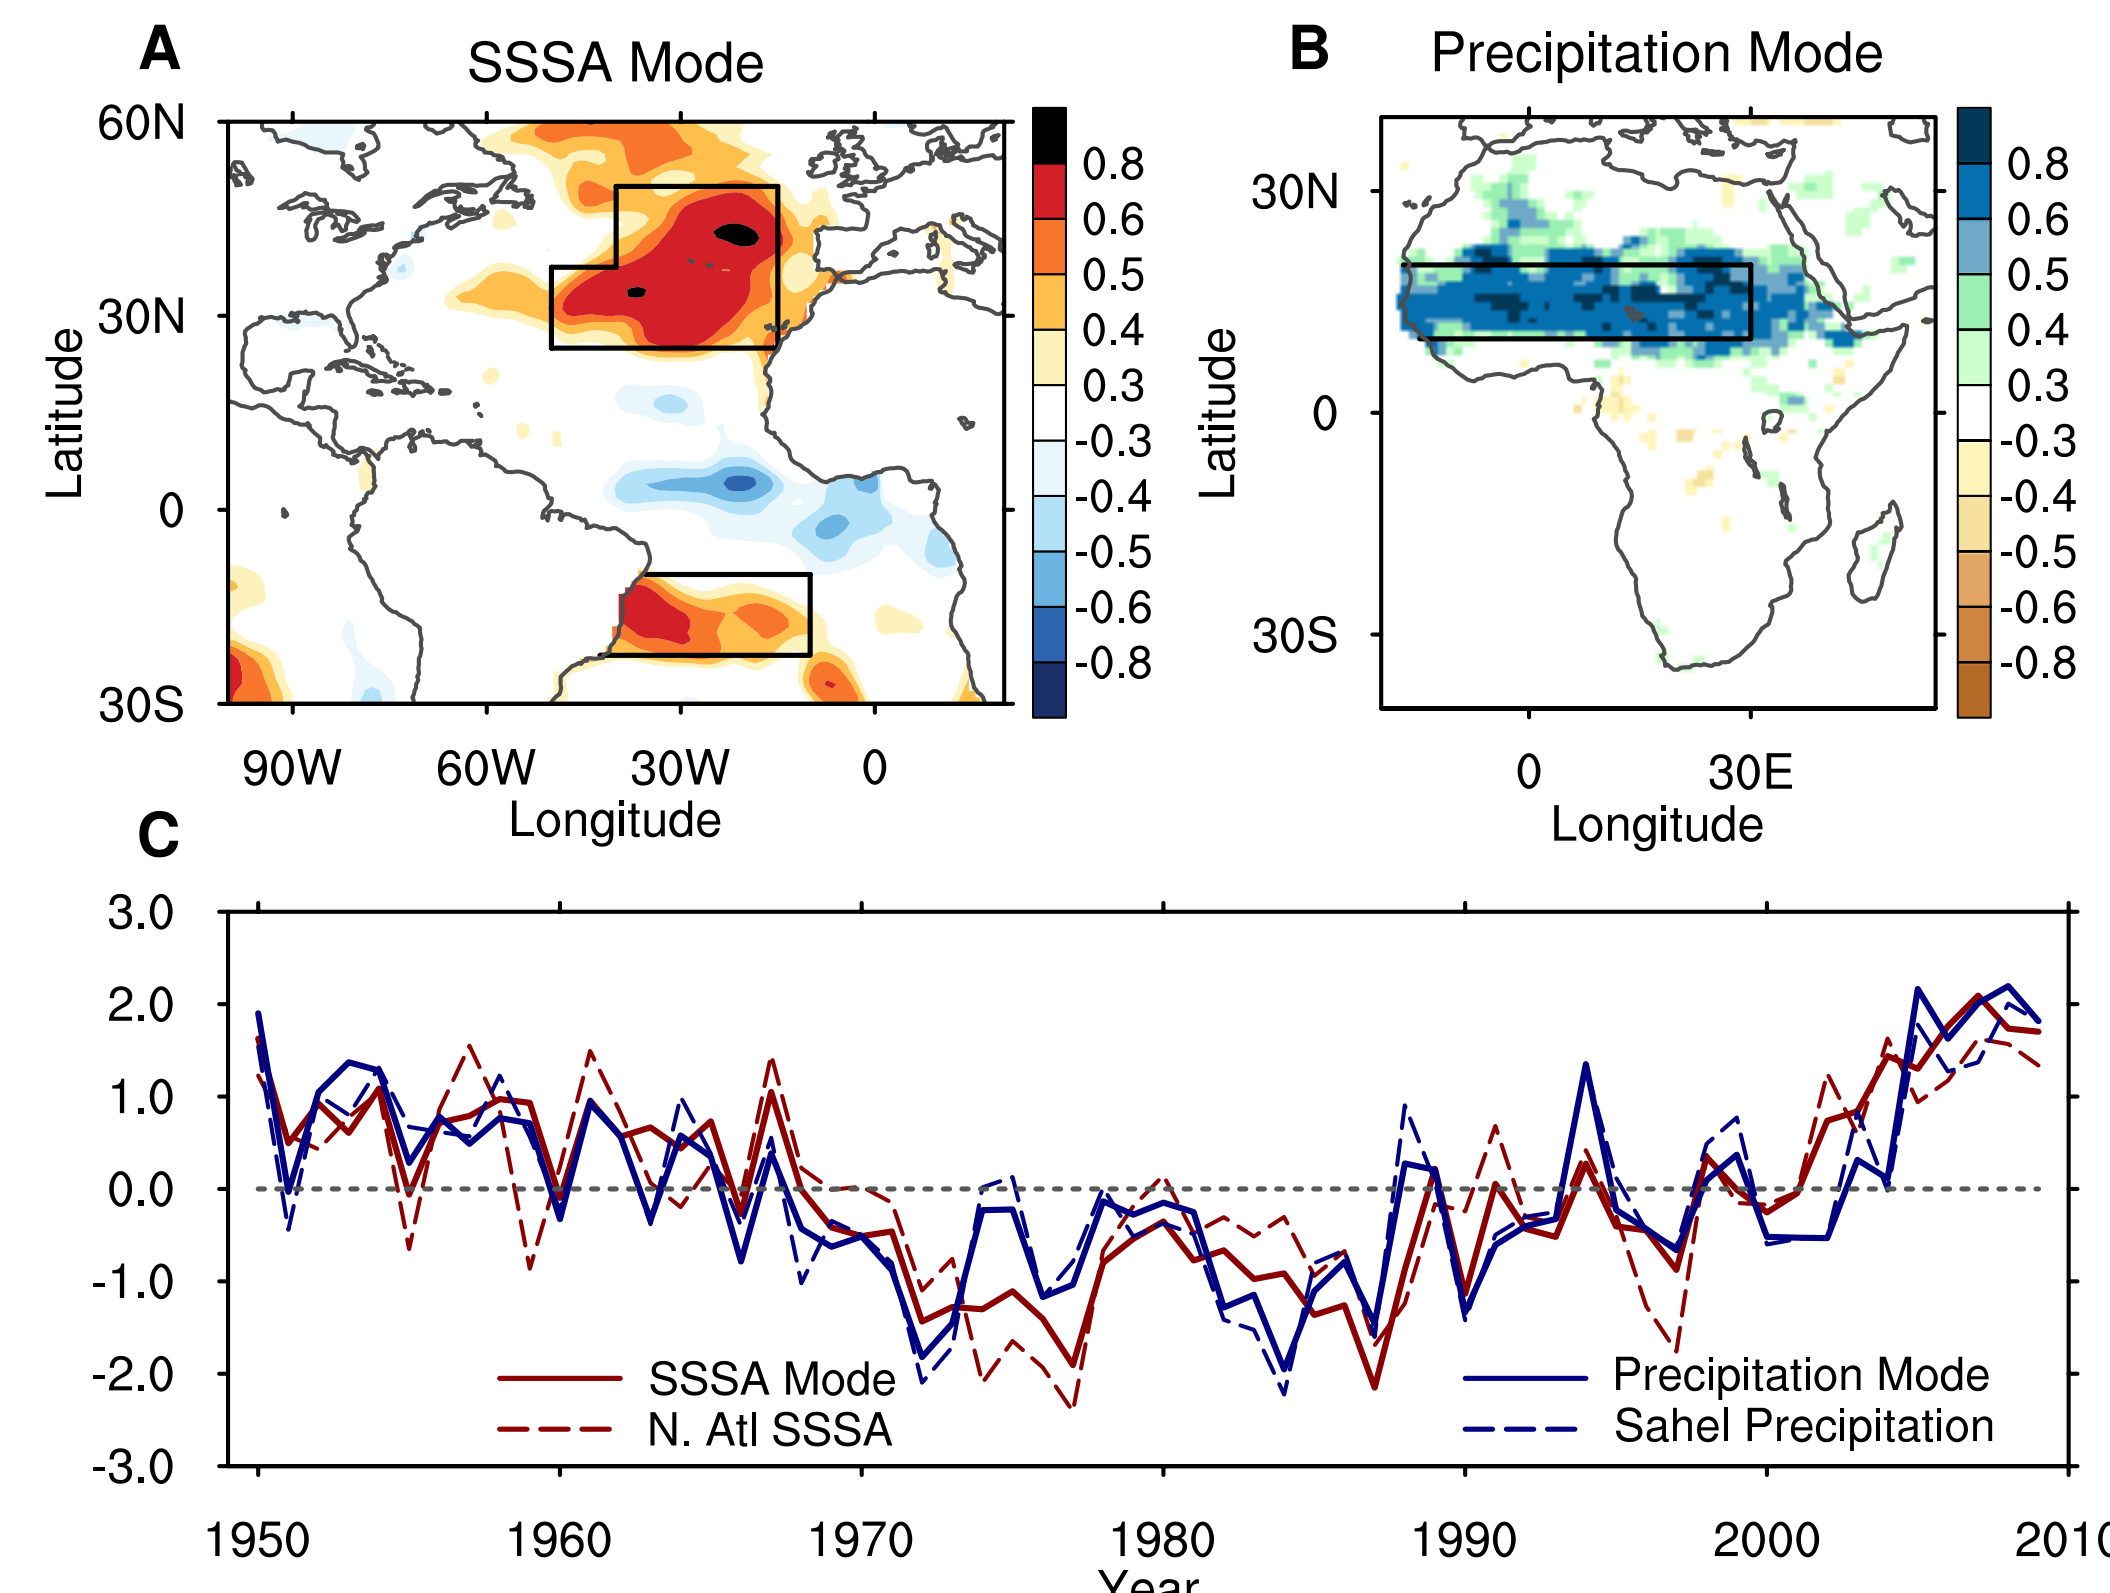 A
SSSA Mode
60N
30N
0
30S
Latitude
90W
60W
30W
0
Longitude
0.8
0.6
0.5
0.4
0.3
-0.3
-0.4
-0.5
-0.6
-0.8
B
Precipitation Mode
30N
0
30S
Latitude
0
30E
Longitude
0.8
0.6
0.5
0.4
0.3
-0.3
-0.4
-0.5
-0.6
-0.8
C
3.0
2.0
1.0
0.0
-1.0
-2.0
-3.0
SSSA Mode
N. Atl SSSA
Precipitation Mode
Sahel Precipitation
1950
1960
1970
1980
1990
2000
2010
Year